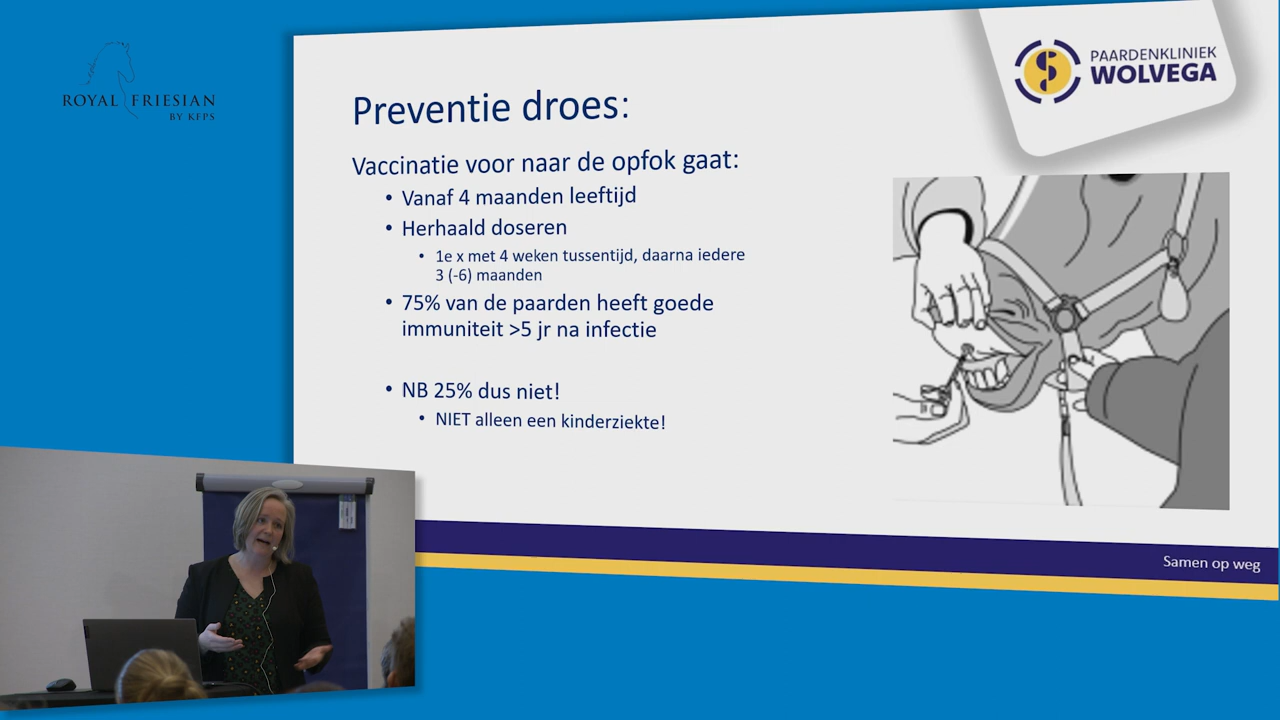 ROYAL FRIESIAN
BY KFPS
PAARDENKLINIEK
WOLVEGA
Preventie droes:
Vaccinatie voor naar de opfok gaat:
• Vanaf 4 maanden leeftijd
• Herhaald doseren
• 1e x met 4 weken tussentijd, daarna iedere
3 (-6) maanden
• 75% van de paarden heeft goede
immuniteit >5 jr na infectie
• NB 25% dus niet!
• NIET alleen een kinderziekte!
Samen op weg